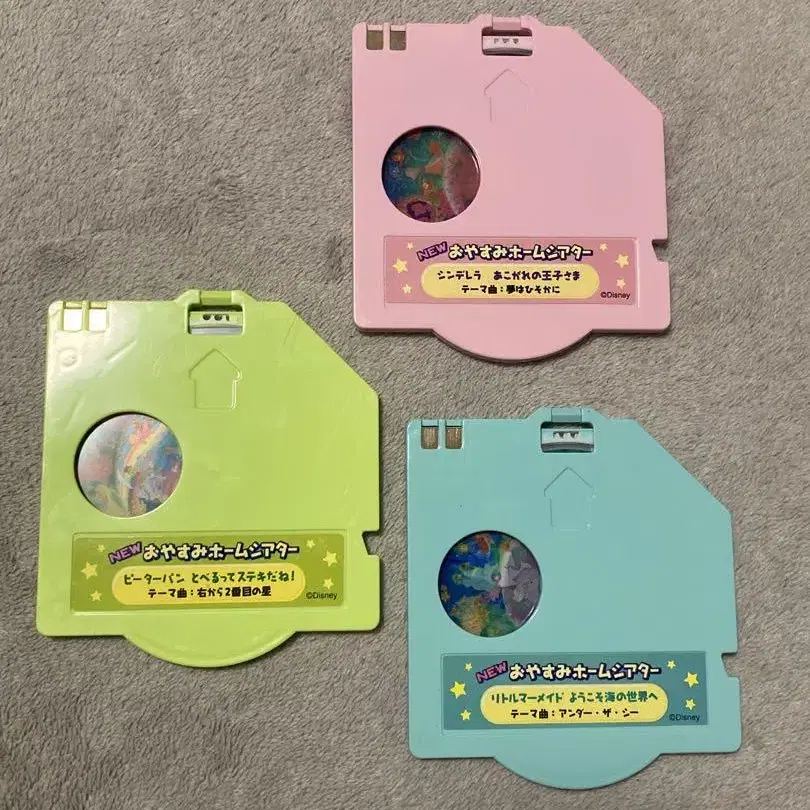 NEW おやすみホームシアター
シンデレラ あこがれの王子さま
テーマ曲：夢はひそかに
©Disney
NEW おやすみホームシアター
ピーターパン とべるってステキだね!
テーマ曲：右から2番目の星
©Disney
NEW おやすみホームシアター
リトルマーメイド ようこそ海の世界へ
テーマ曲：アンダー・ザ・シー
©Disney